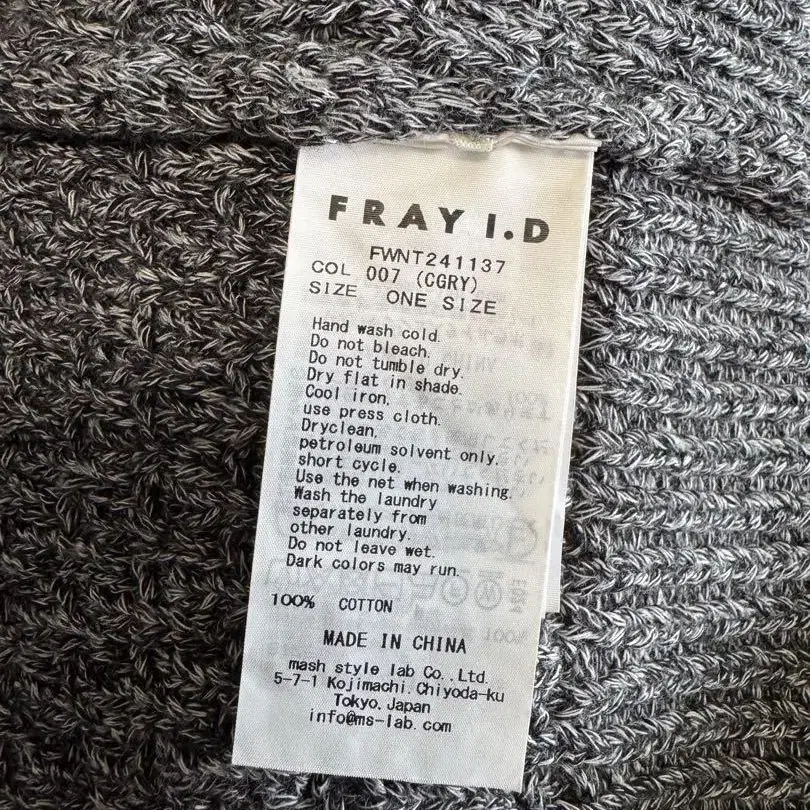 FRAY I.D
FWNT241137
COL 007 (CGRY)
SIZE ONE SIZE
Hand wash cold.
Do not bleach.
Do not tumble dry.
Dry flat in shade.
Cool iron,
use press cloth.
Dryclean,
petroleum solvent only.
short cycle.
Use the net when washing.
Wash the laundry
separately from
other laundry.
Do not leave wet.
Dark colors may run.
100% COTTON
MADE IN CHINA
mash style lab Co.,Ltd.
5-7-1 Kojimachi.Chiyoda-ku
Tokyo.Japan
info@ms-lab.com